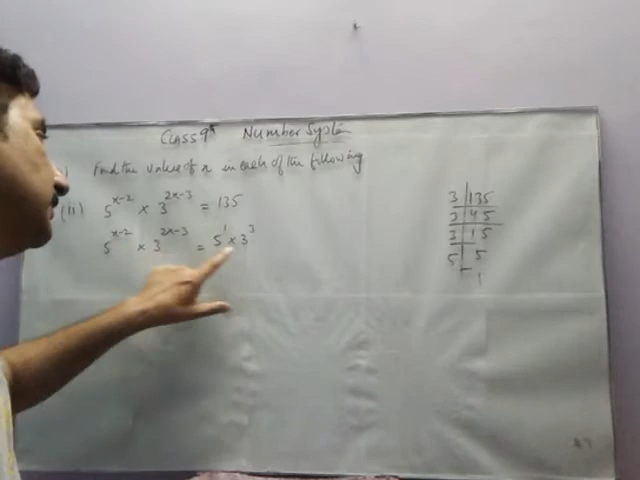 CLASS 9th Number System
Find the value of x in each of the following
(II) 5^{x-2} × 3^{2x-3} = 135
5^{x-2} × 3^{2x-3} = 5^1 × 3^3
3 | 135
3 | 45
3 | 15
5 | 5
1